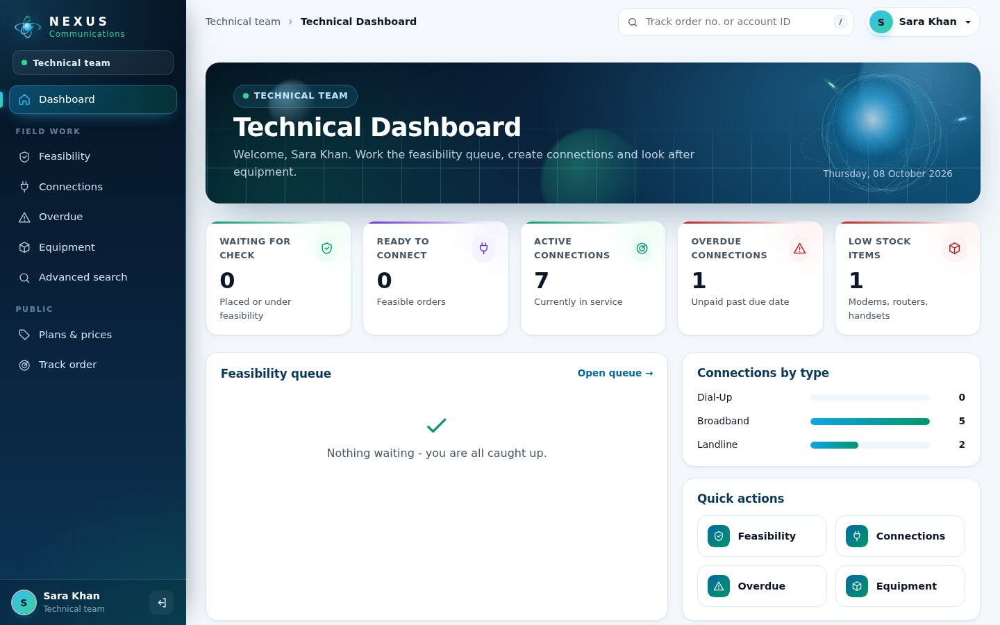 NEXUS
Communications
Technical team
Dashboard
FIELD WORK
Feasibility
Connections
Overdue
Equipment
Advanced search
PUBLIC
Plans & prices
Track order
S
Sara Khan
Technical team
Technical team
Technical Dashboard
Track order no. or account ID
/
S
Sara Khan
TECHNICAL TEAM
Technical Dashboard
Welcome, Sara Khan. Work the feasibility queue, create connections and look after
equipment.
Thursday, 08 October 2026
WAITING FOR
CHECK
0
Placed or under
feasibility
READY TO
CONNECT
0
Feasible orders
ACTIVE
CONNECTIONS
7
Currently in service
OVERDUE
CONNECTIONS
1
Unpaid past due date
LOW STOCK
ITEMS
1
Modems, routers,
handsets
Feasibility queue
Open queue →
Nothing waiting - you are all caught up.
Connections by type
Dial-Up 0
Broadband 5
Landline 2
Quick actions
Feasibility
Connections
Overdue
Equipment